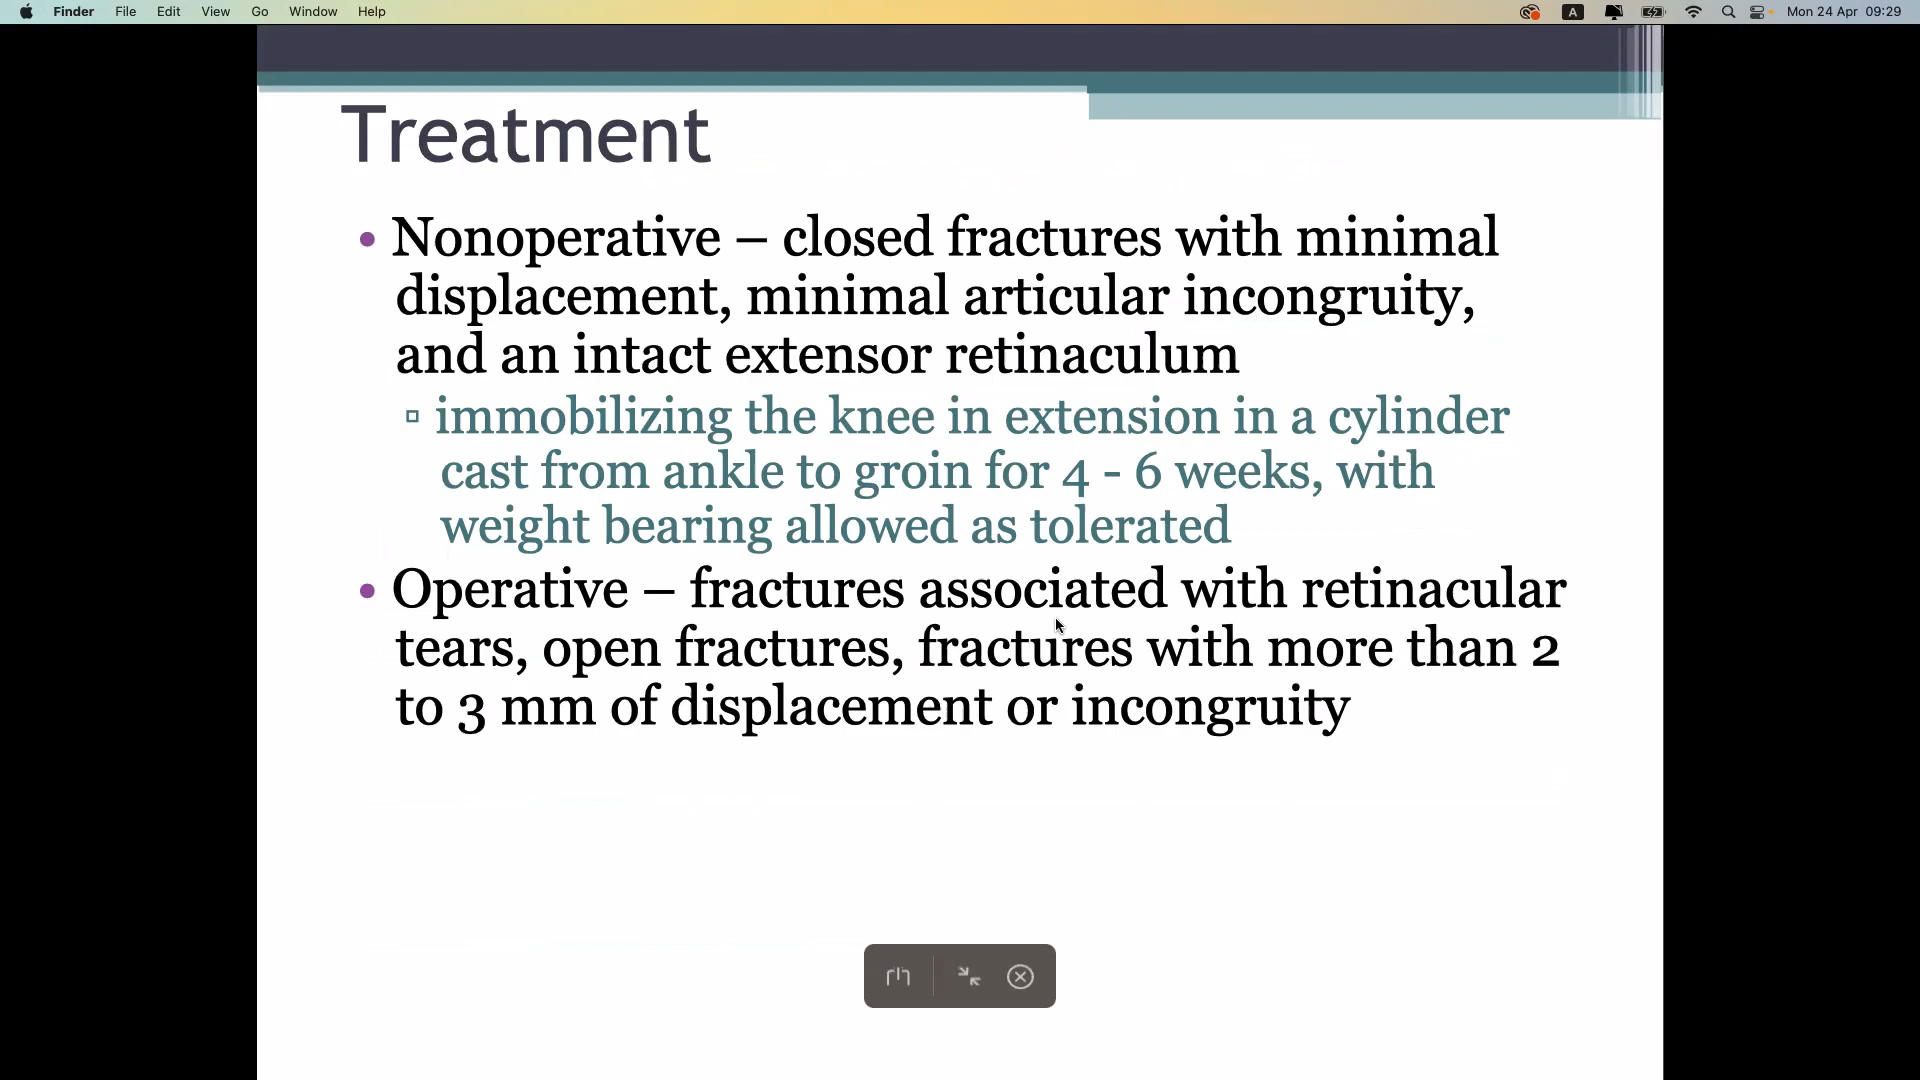 Finder File Edit View Go Window Help A Mon 24 Apr 09:29
Treatment
• Nonoperative – closed fractures with minimal
displacement, minimal articular incongruity,
and an intact extensor retinaculum
▫ immobilizing the knee in extension in a cylinder
cast from ankle to groin for 4 - 6 weeks, with
weight bearing allowed as tolerated
• Operative – fractures associated with retinacular
tears, open fractures, fractures with more than 2
to 3 mm of displacement or incongruity